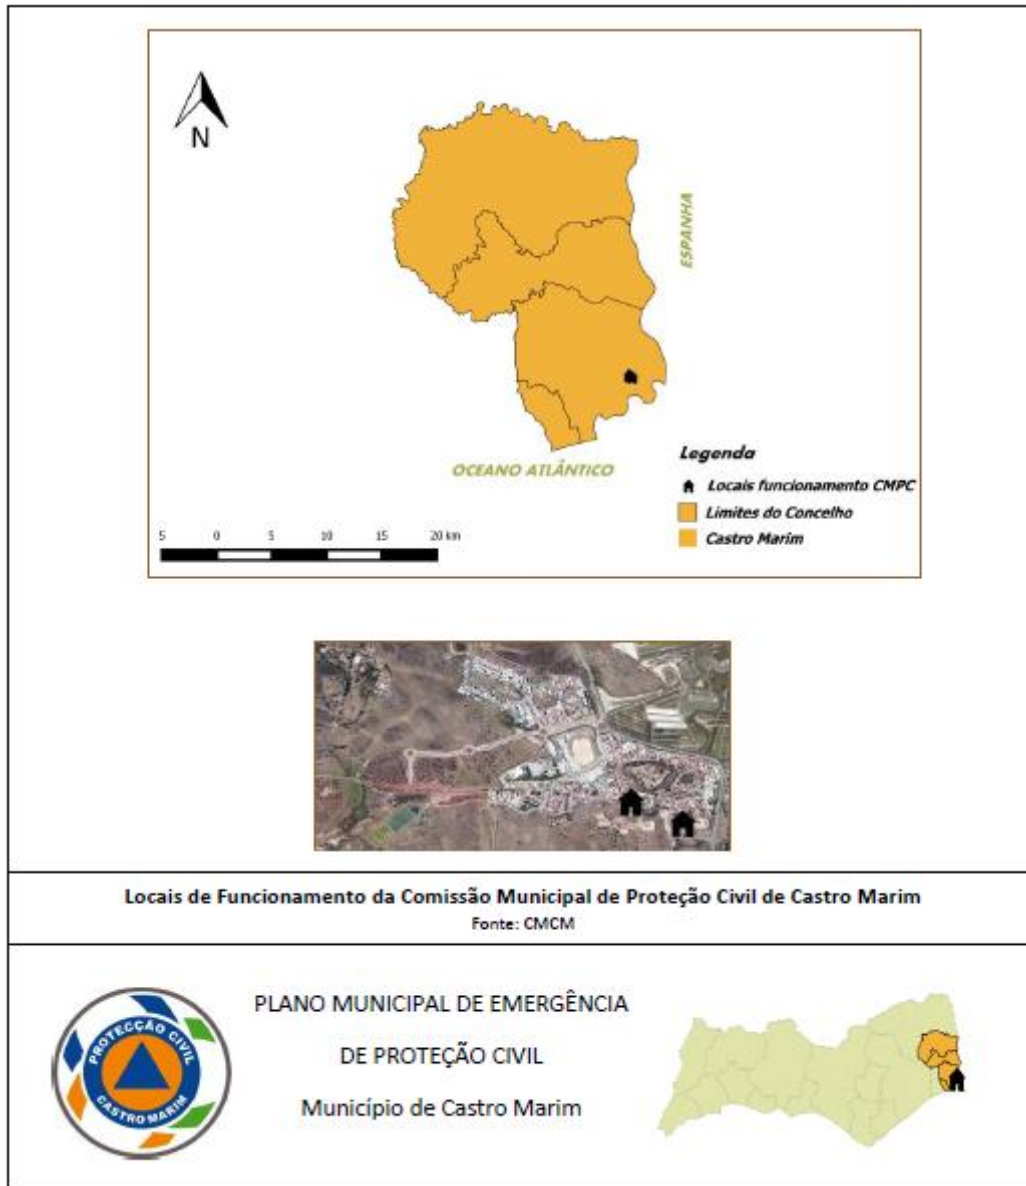 N
ESPANHA
OCEANO ATLÂNTICO
Legenda
Locais funcionamento CMPC
Limites do Concelho
Castro Marim
5 0 5 10 15 20 km
Locais de Funcionamento da Comissão Municipal de Proteção Civil de Castro Marim
Fonte: CMCM
PROTECÇÃO CIVIL
CASTRO MARIM
PLANO MUNICIPAL DE EMERGÊNCIA
DE PROTEÇÃO CIVIL
Município de Castro Marim